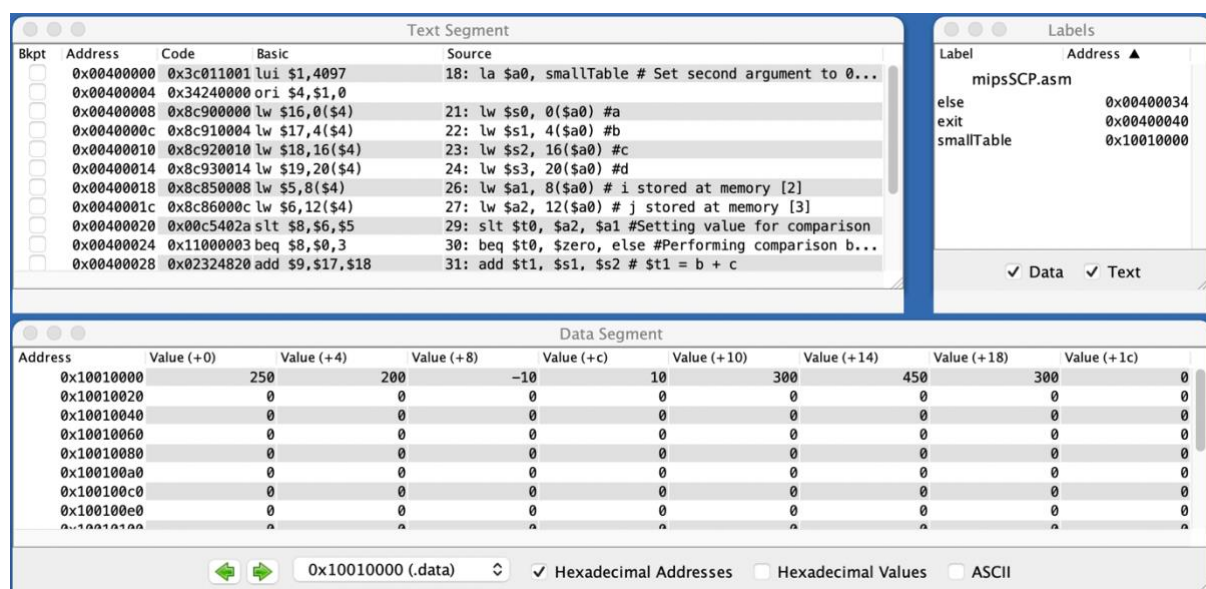 Text Segment
Bkpt Address Code Basic Source
0x00400000 0x3c011001 lui $1,4097 18: la $a0, smallTable # Set second argument to 0...
0x00400004 0x34240000 ori $4,$1,0
0x00400008 0x8c900000 lw $16,0($4) 21: lw $s0, 0($a0) #a
0x0040000c 0x8c910004 lw $17,4($4) 22: lw $s1, 4($a0) #b
0x00400010 0x8c920010 lw $18,16($4) 23: lw $s2, 16($a0) #c
0x00400014 0x8c930014 lw $19,20($4) 24: lw $s3, 20($a0) #d
0x00400018 0x8c850008 lw $5,8($4) 26: lw $a1, 8($a0) # i stored at memory [2]
0x0040001c 0x8c86000c lw $6,12($4) 27: lw $a2, 12($a0) # j stored at memory [3]
0x00400020 0x00c5402a slt $8,$6,$5 29: slt $t0, $a2, $a1 #Setting value for comparison
0x00400024 0x11000003 beq $8,$0,3 30: beq $t0, $zero, else #Performing comparison b...
0x00400028 0x02324820 add $9,$17,$18 31: add $t1, $s1, $s2 # $t1 = b + c
Labels
Label Address ▲
mipsSCP.asm
else 0x00400034
exit 0x00400040
smallTable 0x10010000
Data Text
Data Segment
Address Value (+0) Value (+4) Value (+8) Value (+c) Value (+10) Value (+14) Value (+18) Value (+1c)
0x10010000 250 200 -10 10 300 450 300 0
0x10010020 0 0 0 0 0 0 0 0
0x10010040 0 0 0 0 0 0 0 0
0x10010060 0 0 0 0 0 0 0 0
0x10010080 0 0 0 0 0 0 0 0
0x100100a0 0 0 0 0 0 0 0 0
0x100100c0 0 0 0 0 0 0 0 0
0x100100e0 0 0 0 0 0 0 0 0
0x10010100 0 0 0 0 0 0 0 0
0x10010000 (.data) Hexadecimal Addresses Hexadecimal Values ASCII